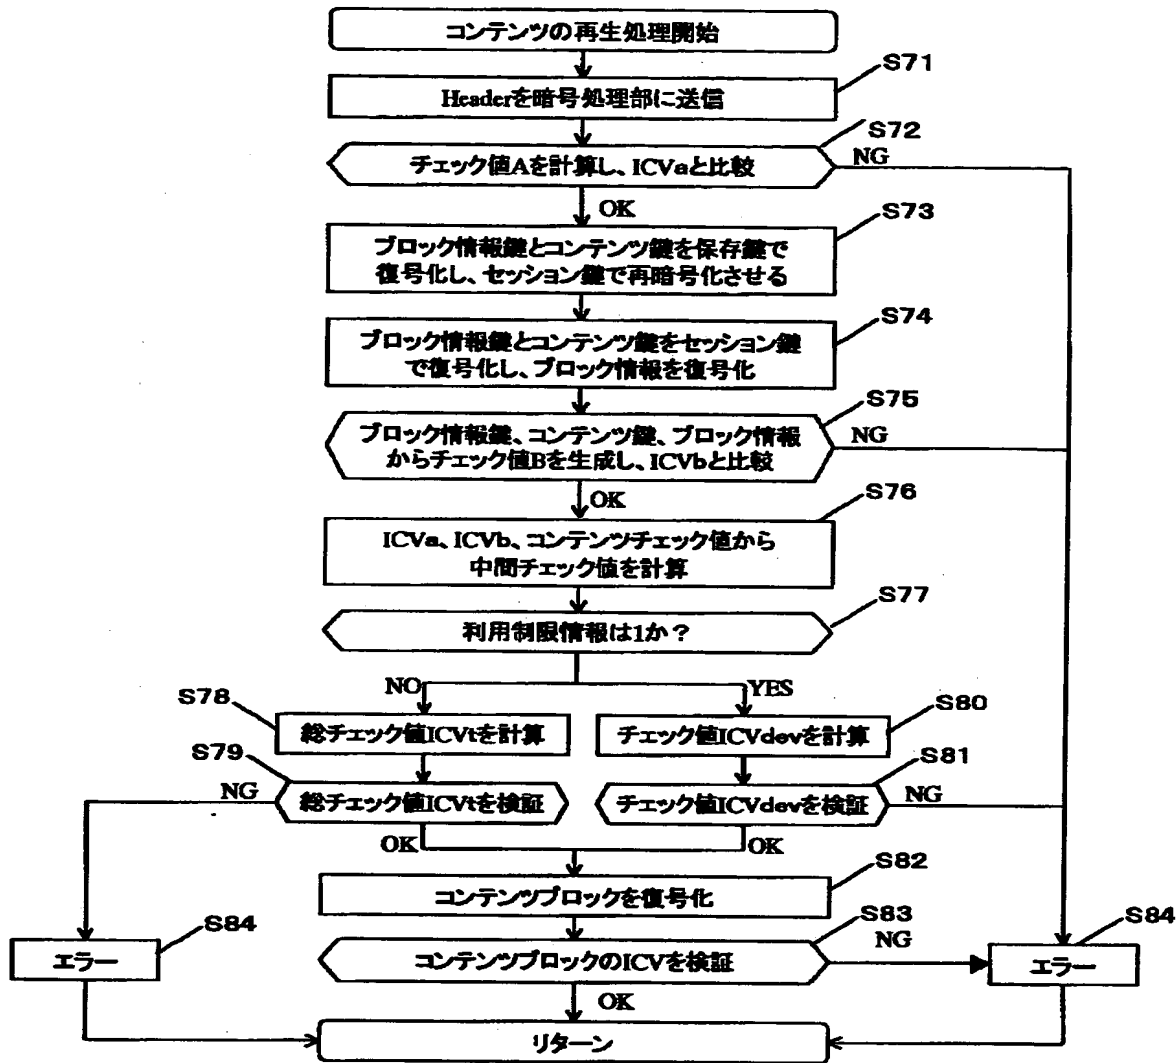 コンテンツの再生処理開始
S71
Headerを暗号処理部に送信
S72
チェック値Aを計算し、ICVaと比較
NG
OK
S73
ブロック情報鍵とコンテンツ鍵を保存鍵で
復号化し、セッション鍵で再暗号化させる
S74
ブロック情報鍵とコンテンツ鍵をセッション鍵
で復号化し、ブロック情報を復号化
S75
ブロック情報鍵、コンテンツ鍵、ブロック情報
からチェック値Bを生成し、ICVbと比較
NG
OK
S76
ICVa、ICVb、コンテンツチェック値から
中間チェック値を計算
S77
利用制限情報は1か？
NO
YES
S78
総チェック値ICVtを計算
S80
チェック値ICVdevを計算
S79
NG
総チェック値ICVtを検証
S81
チェック値ICVdevを検証
NG
OK
OK
S82
コンテンツブロックを復号化
S83
コンテンツブロックのICVを検証
NG
S84
エラー
S84
エラー
OK
リターン